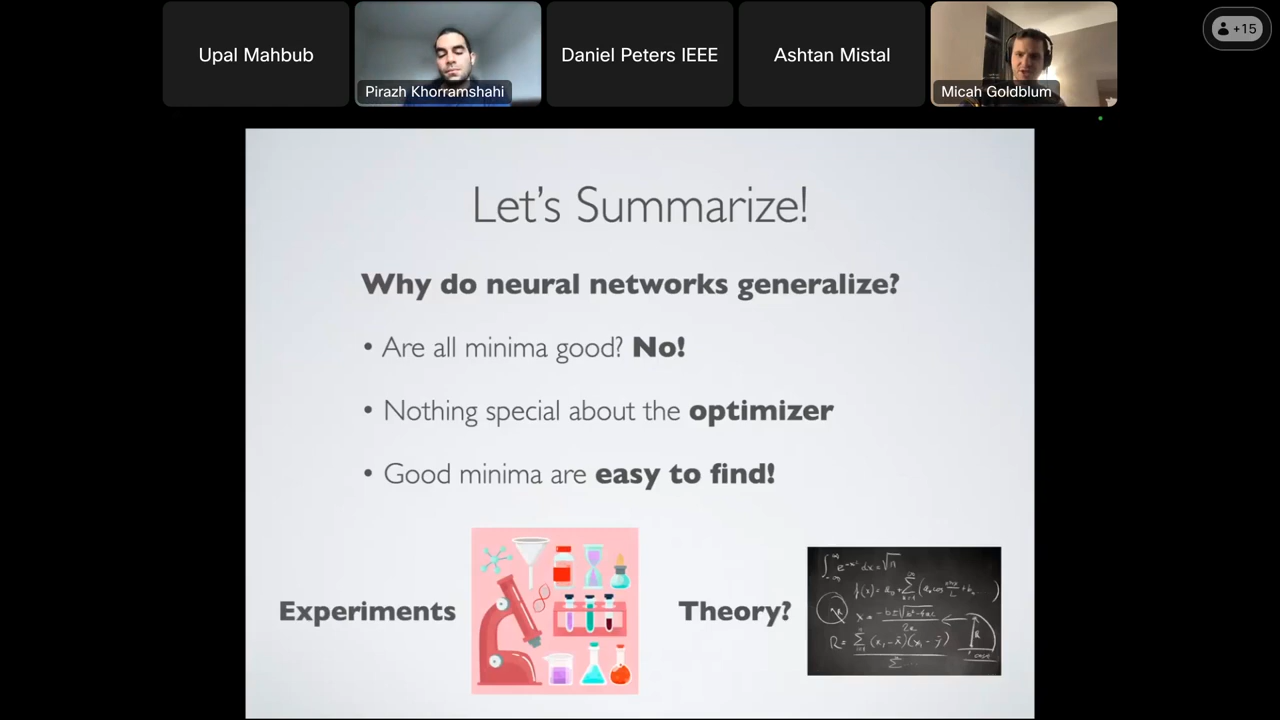 Upal Mahbub
Pirazh Khorramshahi
Daniel Peters IEEE
Ashtan Mistal
Micah Goldblum
+15
Let's Summarize!
Why do neural networks generalize?
• Are all minima good? No!
• Nothing special about the optimizer
• Good minima are easy to find!
Experiments
Theory?